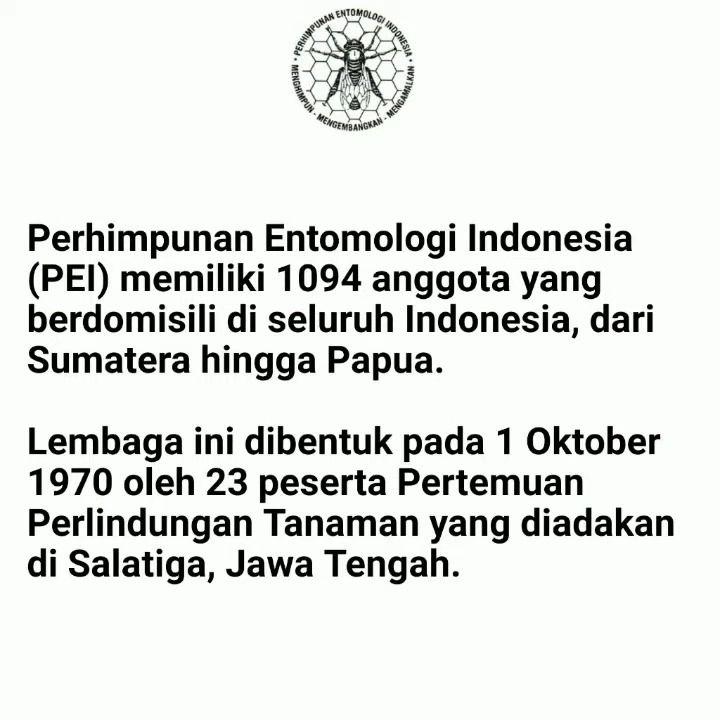 PERHIMPUNAN ENTOMOLOGI INDONESIA
MENGHIMPUN - MENGEMBANGKAN - MENGAMALKAN
Perhimpunan Entomologi Indonesia
(PEI) memiliki 1094 anggota yang
berdomisili di seluruh Indonesia, dari
Sumatera hingga Papua.
Lembaga ini dibentuk pada 1 Oktober
1970 oleh 23 peserta Pertemuan
Perlindungan Tanaman yang diadakan
di Salatiga, Jawa Tengah.